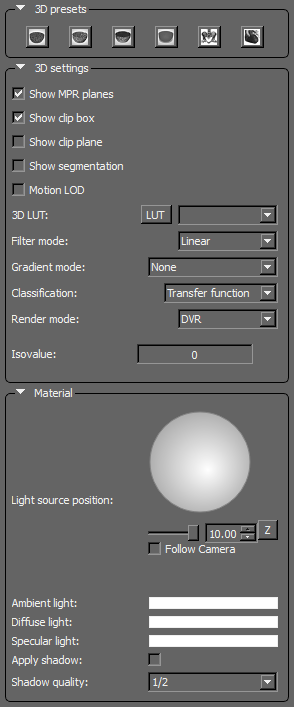 3D presets
3D settings
Show MPR planes
Show clip box
Show clip plane
Show segmentation
Motion LOD
3D LUT: LUT
Filter mode: Linear
Gradient mode: None
Classification: Transfer function
Render mode: DVR
Isovalue: 0
Material
Light source position:
10.00 Z
Follow Camera
Ambient light:
Diffuse light:
Specular light:
Apply shadow:
Shadow quality: 1/2